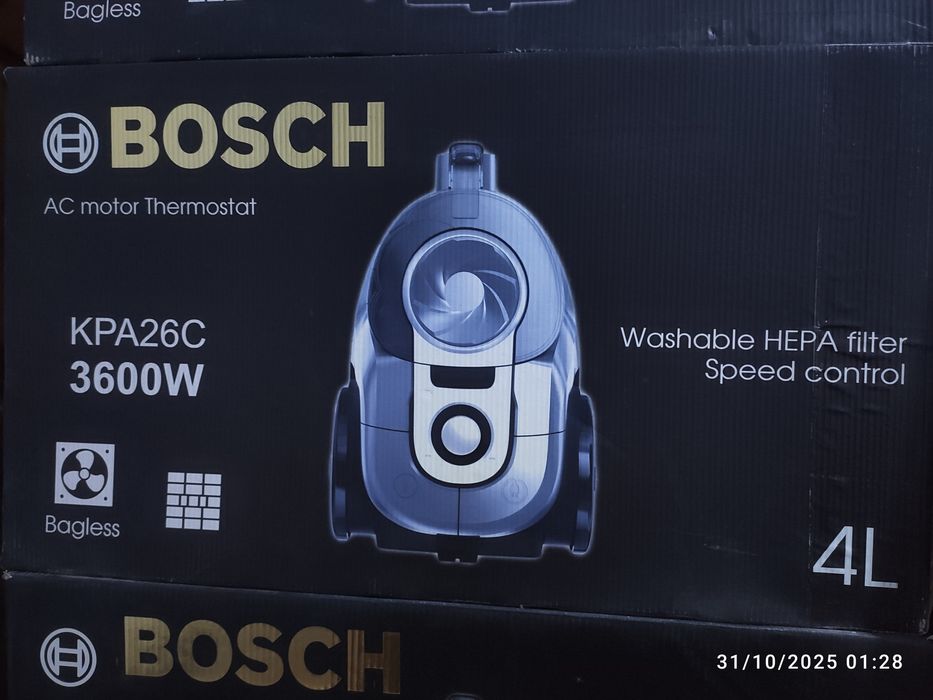 Bagless
BOSCH
AC motor Thermostat
KPA26C
3600W
Washable HEPA filter
Speed control
Bagless
4L
BOSCH
31/10/2025 01:28